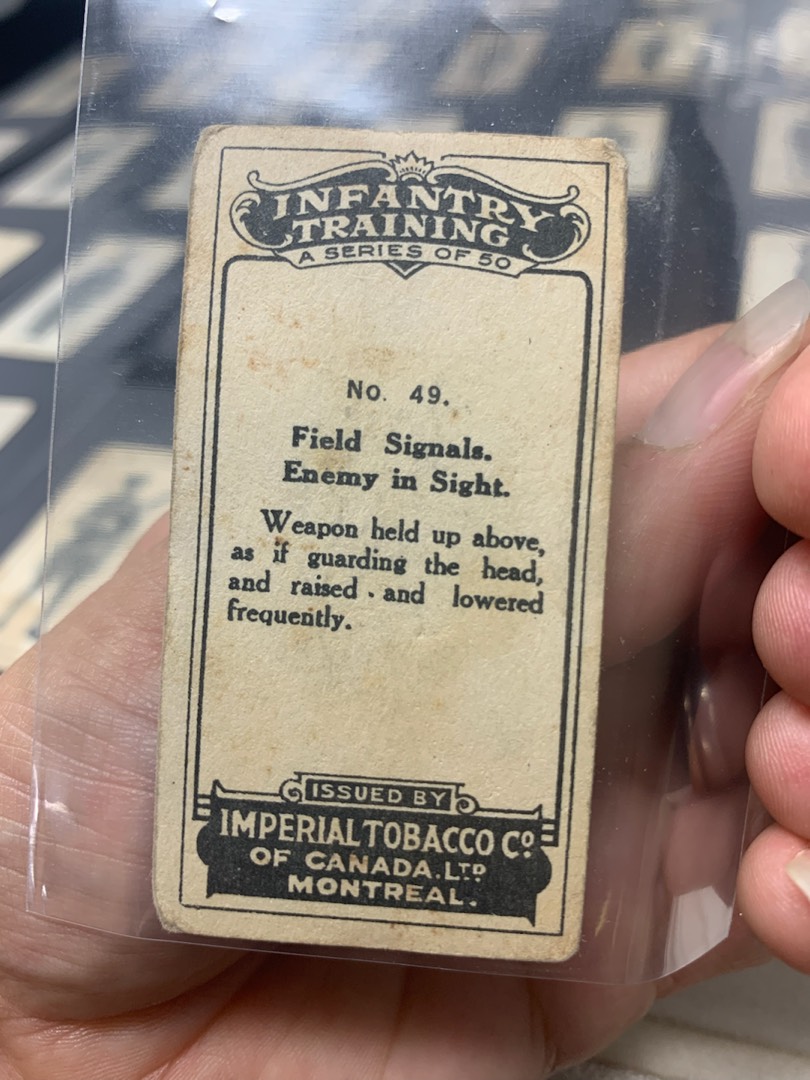 INFANTRY
TRAINING
A SERIES OF 50
No. 49.
Field Signals.
Enemy in Sight.
Weapon held up above,
as if guarding the head,
and raised and lowered
frequently.
ISSUED BY
IMPERIAL TOBACCO Cº
OF CANADA. LTD
MONTREAL.